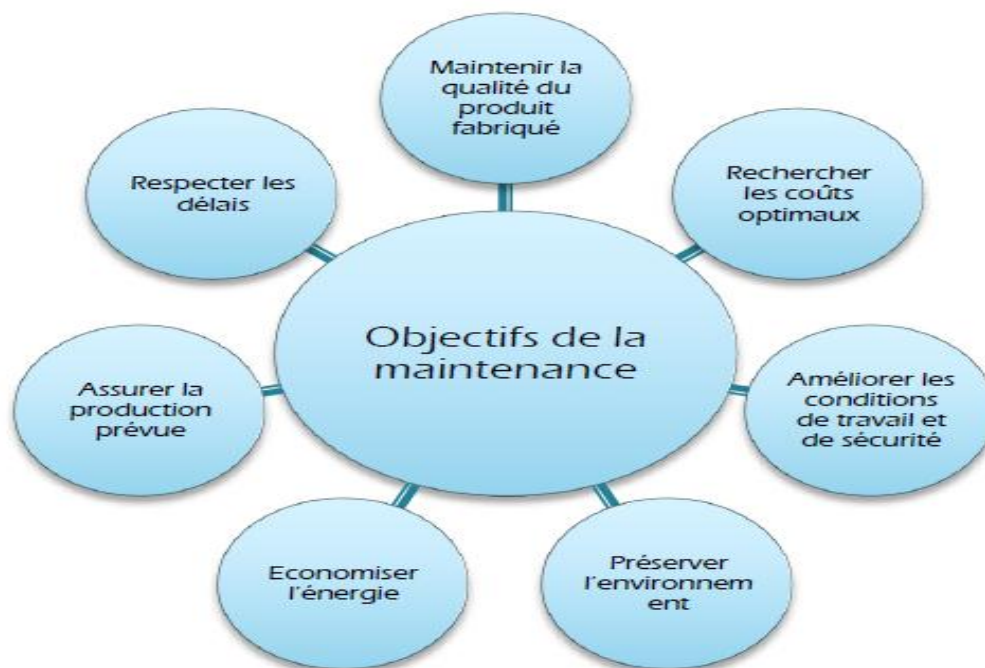 Maintenir la
qualité du
produit
fabriqué
Rechercher
les coûts
optimaux
Améliorer les
conditions
de travail et
de sécurité
Préserver
l'environnem
ent
Economiser
l'énergie
Assurer la
production
prévue
Respecter les
délais
Objectifs de la
maintenance